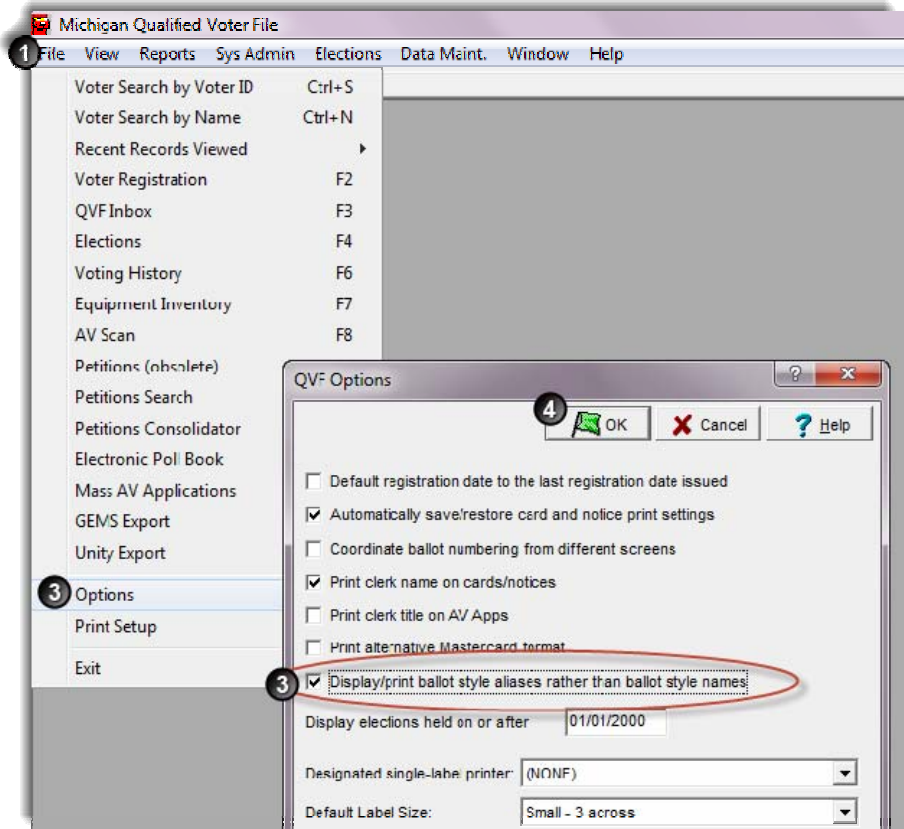 Michigan Qualified Voter File
1 File View Reports Sys Admin Elections Data Maint. Window Help
Voter Search by Voter ID Ctrl+S
Voter Search by Name Ctrl+N
Recent Records Viewed
Voter Registration F2
QVF Inbox F3
Elections F4
Voting History F6
Equipment Inventory F7
AV Scan F8
Petitions (obsolete)
Petitions Search
Petitions Consolidator
Electronic Poll Book
Mass AV Applications
GEMS Export
Unity Export
3 Options
Print Setup
Exit
QVF Options
4 OK Cancel Help
Default registration date to the last registration date issued
Automatically save/restore card and notice print settings
Coordinate ballot numbering from different screens
Print clerk name on cards/notices
Print clerk title on AV Apps
Print alternative Mastercard format
3 Display/print ballot style aliases rather than ballot style names
Display elections held on or after 01/01/2000
Designated single-label printer: (NONE)
Default Label Size: Small - 3 across